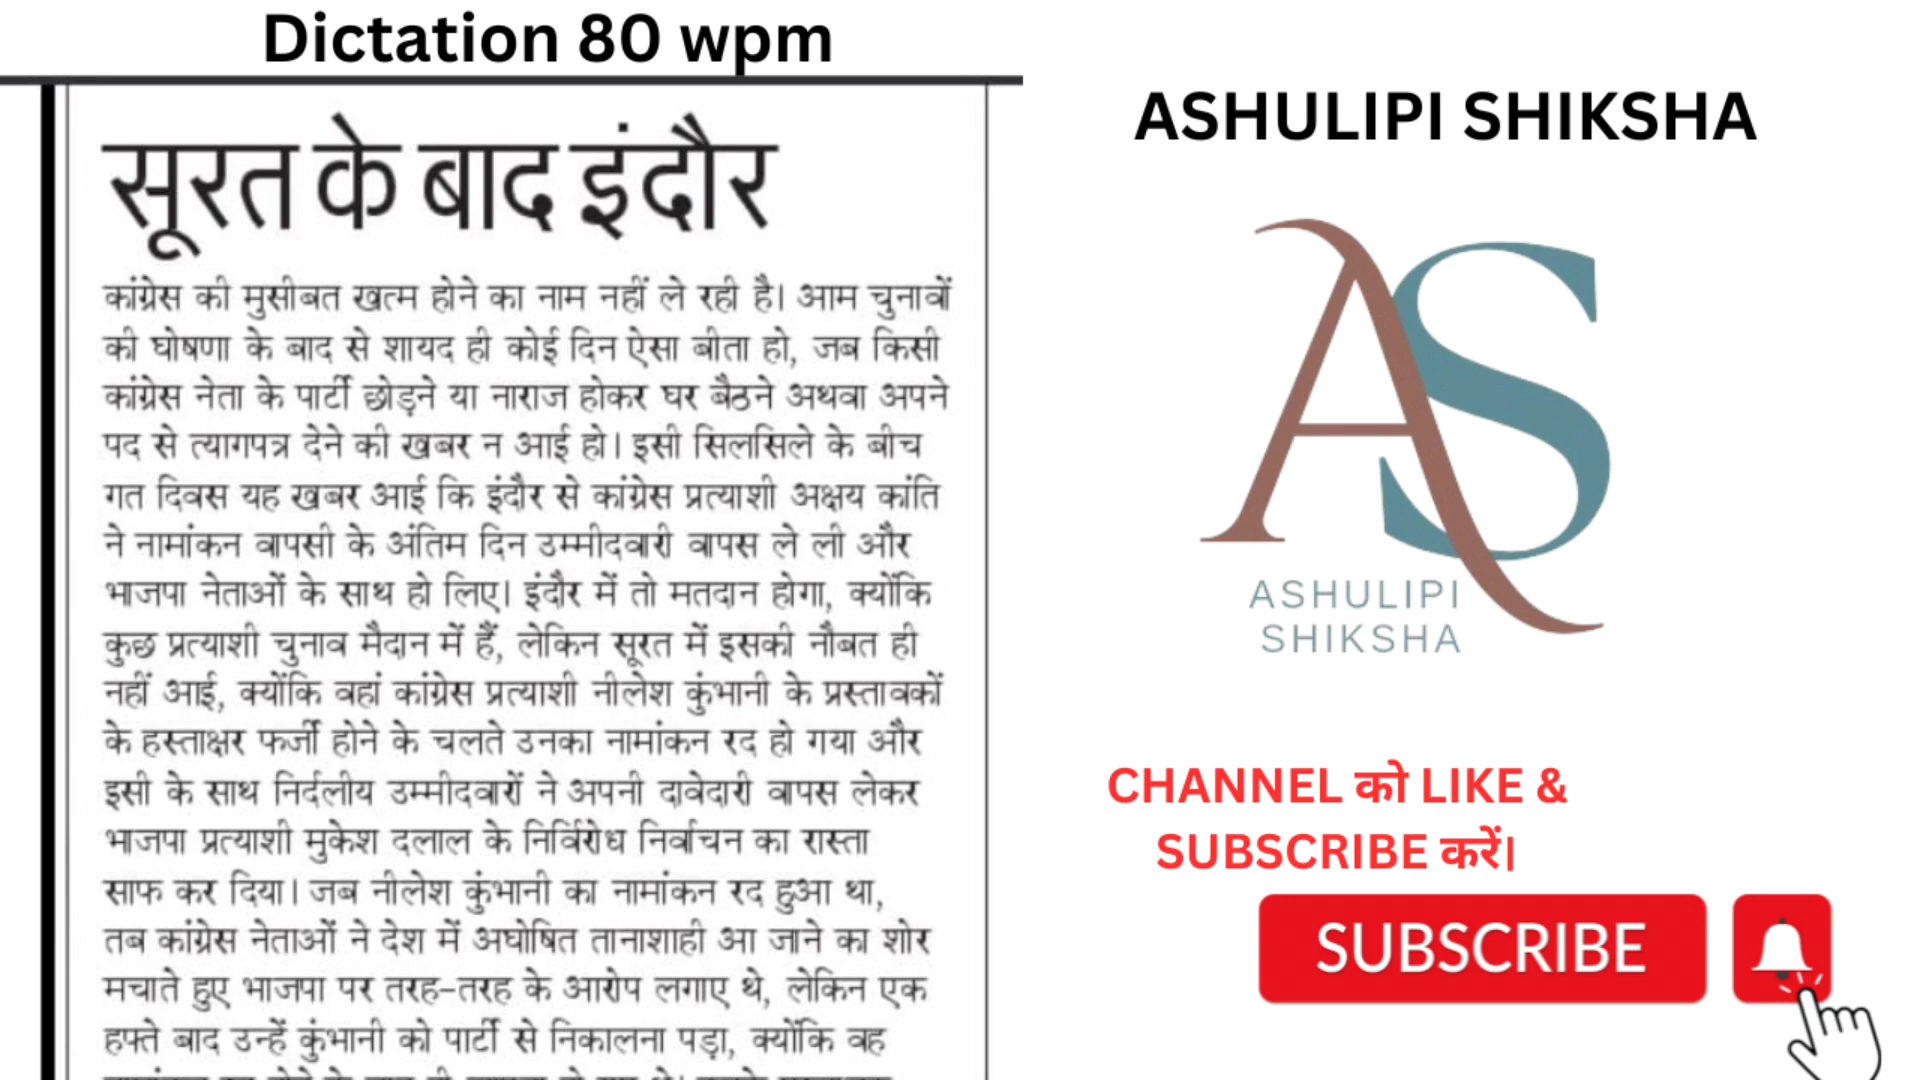 Dictation 80 wpm
सूरत के बाद इंदौर
कांग्रेस की मुसीबत खत्म होने का नाम नहीं ले रही है। आम चुनावों
की घोषणा के बाद से शायद ही कोई दिन ऐसा बीता हो, जब किसी
कांग्रेस नेता के पार्टी छोड़ने या नाराज होकर घर बैठने अथवा अपने
पद से त्यागपत्र देने की खबर न आई हो। इसी सिलसिले के बीच
गत दिवस यह खबर आई कि इंदौर से कांग्रेस प्रत्याशी अक्षय कांति
ने नामांकन वापसी के अंतिम दिन उम्मीदवारी वापस ले ली और
भाजपा नेताओं के साथ हो लिए। इंदौर में तो मतदान होगा, क्योंकि
कुछ प्रत्याशी चुनाव मैदान में हैं, लेकिन सूरत में इसकी नौबत ही
नहीं आई, क्योंकि वहां कांग्रेस प्रत्याशी नीलेश कुंभानी के प्रस्तावकों
के हस्ताक्षर फर्जी होने के चलते उनका नामांकन रद हो गया और
इसी के साथ निर्दलीय उम्मीदवारों ने अपनी दावेदारी वापस लेकर
भाजपा प्रत्याशी मुकेश दलाल के निर्विरोध निर्वाचन का रास्ता
साफ कर दिया। जब नीलेश कुंभानी का नामांकन रद हुआ था,
तब कांग्रेस नेताओं ने देश में अघोषित तानाशाही आ जाने का शोर
मचाते हुए भाजपा पर तरह-तरह के आरोप लगाए थे, लेकिन एक
हफ्ते बाद उन्हें कुंभानी को पार्टी से निकालना पड़ा, क्योंकि वह
ASHULIPI SHIKSHA
AS
ASHULIPI
SHIKSHA
CHANNEL को LIKE &
SUBSCRIBE करें।
SUBSCRIBE